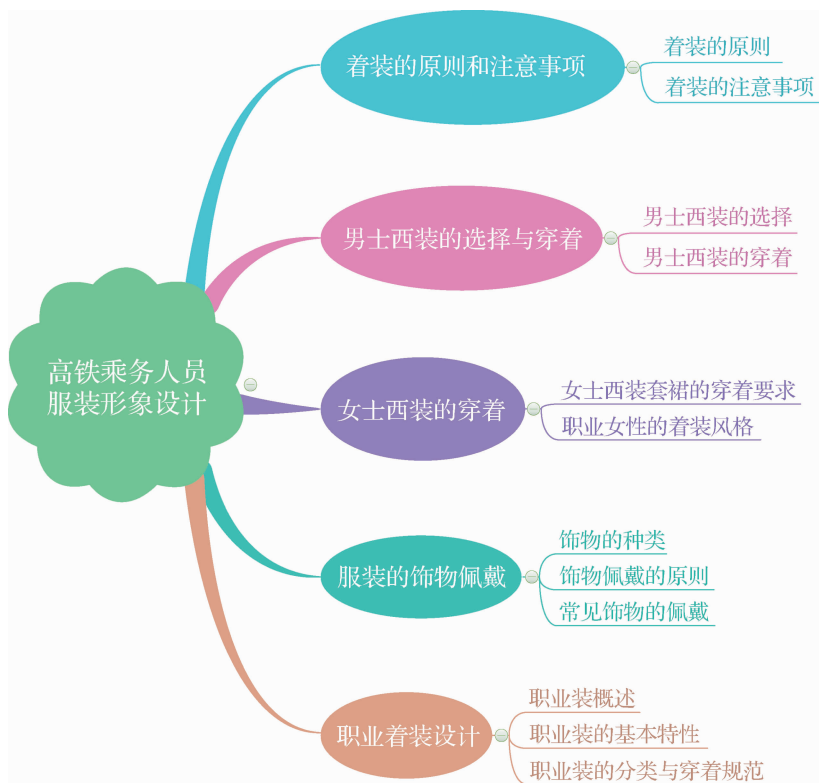 高铁乘务人员
服装形象设计
着装的原则和注意事项
着装的原则
着装的注意事项
男士西装的选择与穿着
男士西装的选择
男士西装的穿着
女士西装的穿着
女士西装套裙的穿着要求
职业女性的着装风格
服装的饰物佩戴
饰物的种类
饰物佩戴的原则
常见饰物的佩戴
职业着装设计
职业装概述
职业装的基本特性
职业装的分类与穿着规范